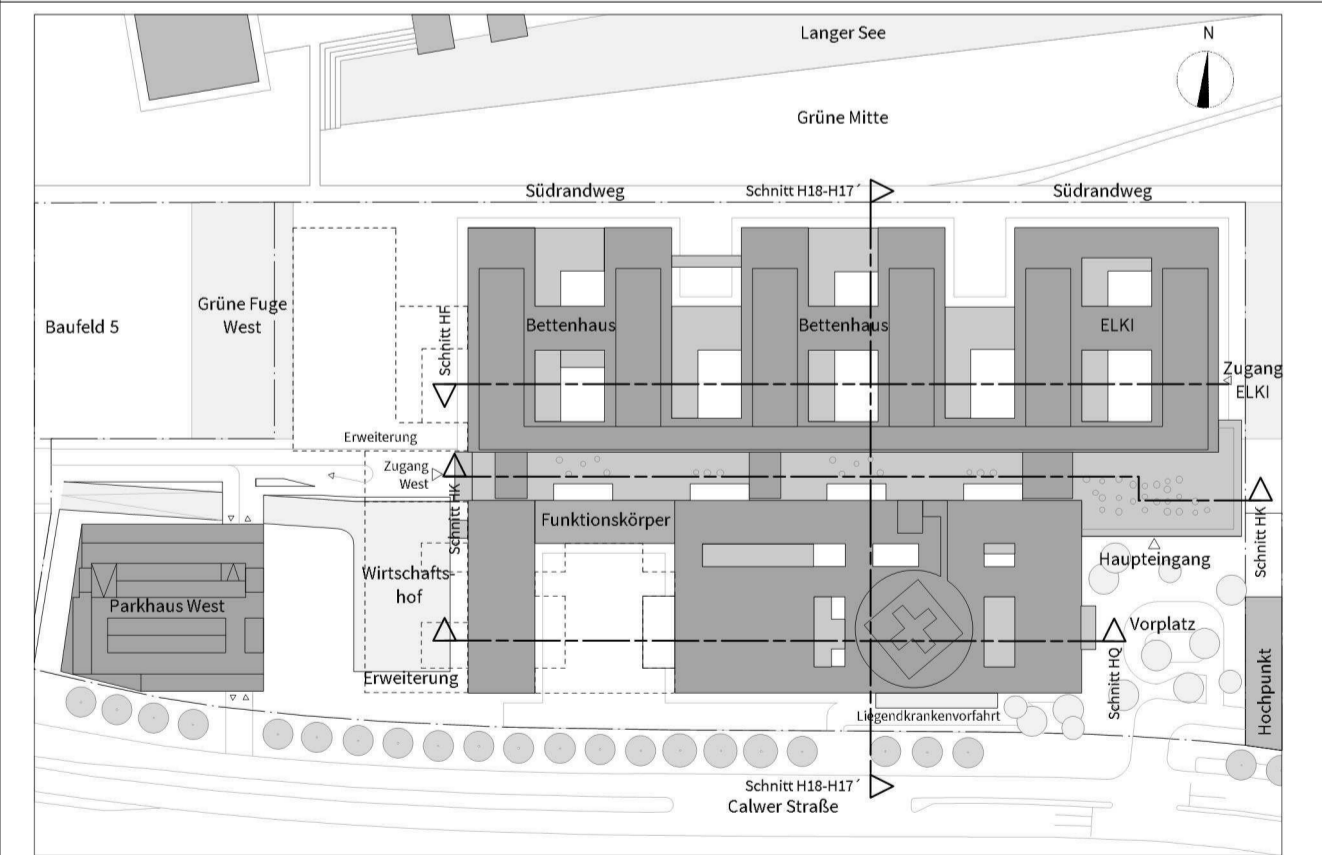 Langer See
N
Grüne Mitte
Südrandweg
Schnitt H18-H17´
Südrandweg
Grüne Fuge
West
Baufeld 5
Schnitt HF
Bettenhaus
Bettenhaus
ELKI
Zugang
ELKI
Erweiterung
Zugang
West
Schnitt HK
Schnitt HK
Funktionskörper
Haupteingang
Wirtschafts-
hof
Parkhaus West
Vorplatz
Erweiterung
Schnitt HQ
Hochpunkt
Liegendkrankenvorfahrt
Schnitt H18-H17´
Calwer Straße